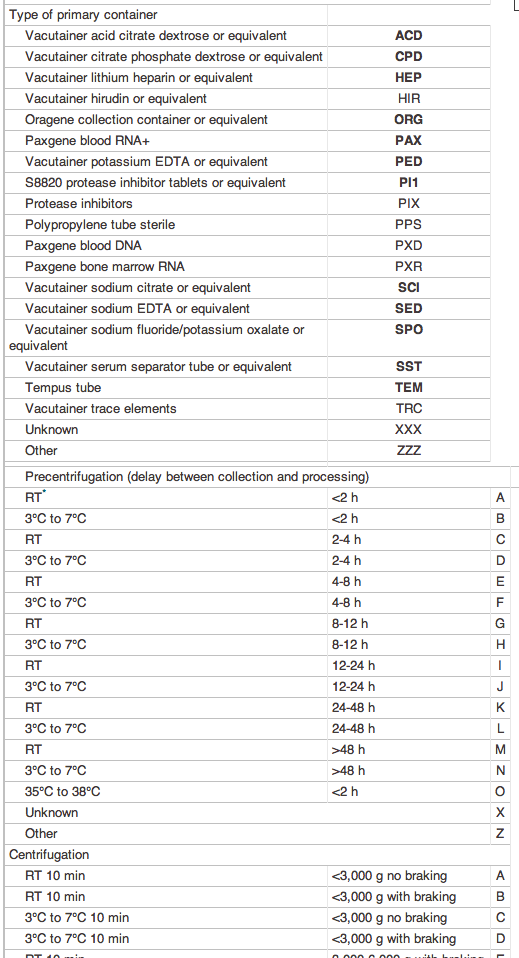 Type of primary container
Vacutainer acid citrate dextrose or equivalent ACD
Vacutainer citrate phosphate dextrose or equivalent CPD
Vacutainer lithium heparin or equivalent HEP
Vacutainer hirudin or equivalent HIR
Oragene collection container or equivalent ORG
Paxgene blood RNA+ PAX
Vacutainer potassium EDTA or equivalent PED
S8820 protease inhibitor tablets or equivalent PI1
Protease inhibitors PIX
Polypropylene tube sterile PPS
Paxgene blood DNA PXD
Paxgene bone marrow RNA PXR
Vacutainer sodium citrate or equivalent SCI
Vacutainer sodium EDTA or equivalent SED
Vacutainer sodium fluoride/potassium oxalate or SPO
equivalent
Vacutainer serum separator tube or equivalent SST
Tempus tube TEM
Vacutainer trace elements TRC
Unknown XXX
Other ZZZ
Precentrifugation (delay between collection and processing)
RT* <2 h A
3°C to 7°C <2 h B
RT 2-4 h C
3°C to 7°C 2-4 h D
RT 4-8 h E
3°C to 7°C 4-8 h F
RT 8-12 h G
3°C to 7°C 8-12 h H
RT 12-24 h I
3°C to 7°C 12-24 h J
RT 24-48 h K
3°C to 7°C 24-48 h L
RT >48 h M
3°C to 7°C >48 h N
35°C to 38°C <2 h O
Unknown X
Other Z
Centrifugation
RT 10 min <3,000 g no braking A
RT 10 min <3,000 g with braking B
3°C to 7°C 10 min <3,000 g no braking C
3°C to 7°C 10 min <3,000 g with braking D